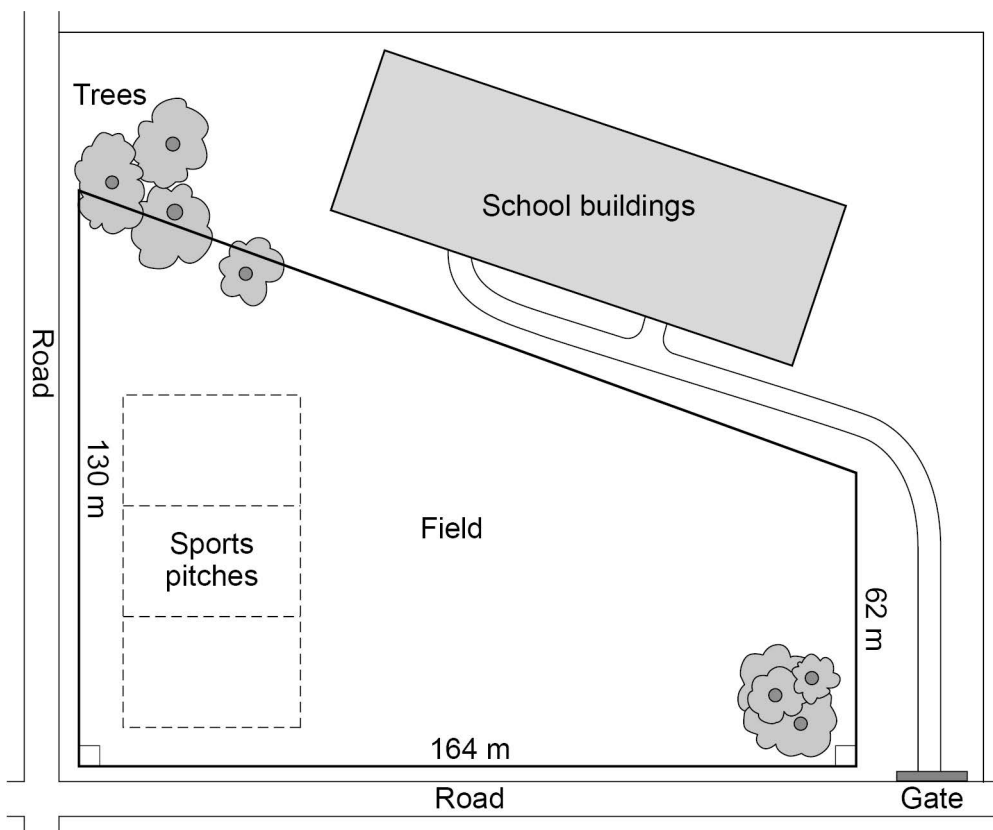 Trees
School buildings
Road
130 m
Sports
pitches
Field
62 m
164 m
Road
Gate